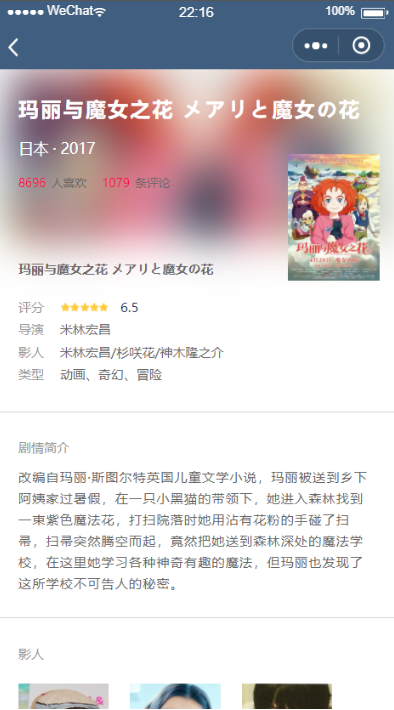 WeChat 22:16 100%
玛丽与魔女之花 メアリと魔女の花
日本 · 2017
8696 人喜欢 1079 条评论
玛丽与魔女之花
玛丽与魔女之花 メアリと魔女の花
评分 6.5
导演 米林宏昌
影人 米林宏昌/杉咲花/神木隆之介
类型 动画、奇幻、冒险
剧情简介
改编自玛丽·斯图尔特英国儿童文学小说，玛丽被送到乡下
阿姨家过暑假，在一只小黑猫的带领下，她进入森林找到
一束紫色魔法花，打扫院落时她用沾有花粉的手碰了扫
帚，扫帚突然腾空而起，竟然把她送到森林深处的魔法学
校，在这里她学习各种神奇有趣的魔法，但玛丽也发现了
这所学校不可告人的秘密。
影人